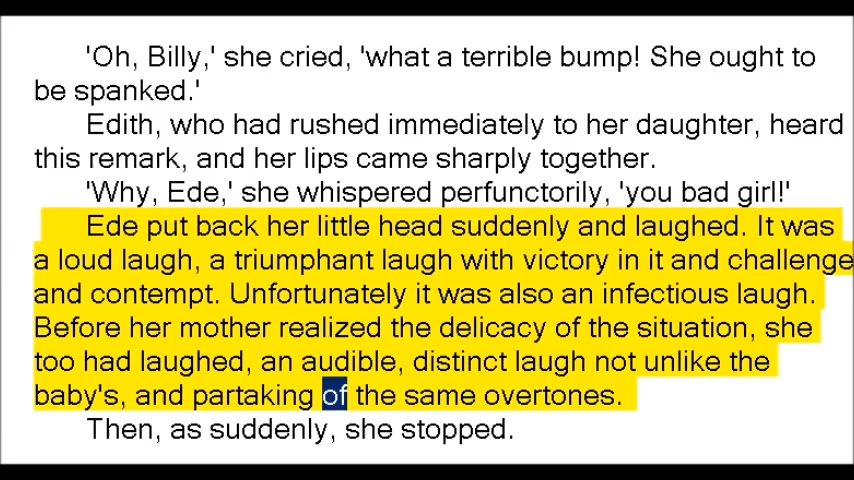 'Oh, Billy,' she cried, 'what a terrible bump! She ought to
be spanked.'
Edith, who had rushed immediately to her daughter, heard
this remark, and her lips came sharply together.
'Why, Ede,' she whispered perfunctorily, 'you bad girl!'
Ede put back her little head suddenly and laughed. It was
a loud laugh, a triumphant laugh with victory in it and challenge
and contempt. Unfortunately it was also an infectious laugh.
Before her mother realized the delicacy of the situation, she
too had laughed, an audible, distinct laugh not unlike the
baby's, and partaking of the same overtones.
Then, as suddenly, she stopped.